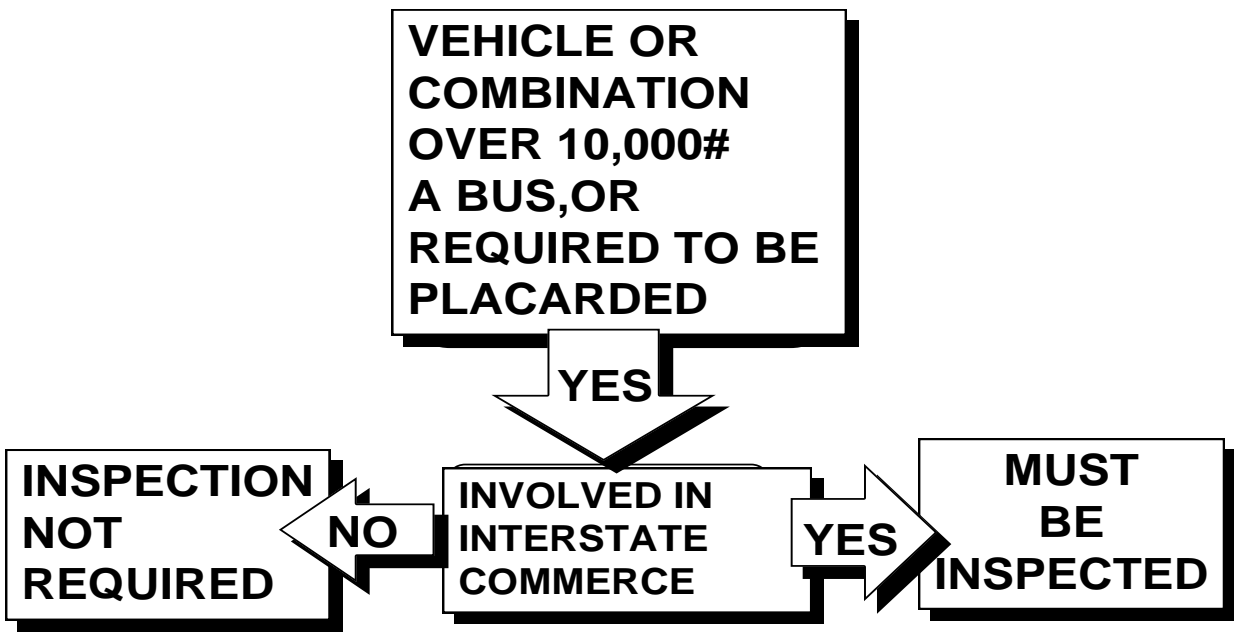 VEHICLE OR
COMBINATION
OVER 10,000#
A BUS,OR
REQUIRED TO BE
PLACARDED
YES
INSPECTION
NOT
REQUIRED
NO
INVOLVED IN
INTERSTATE
COMMERCE
YES
MUST
BE
INSPECTED